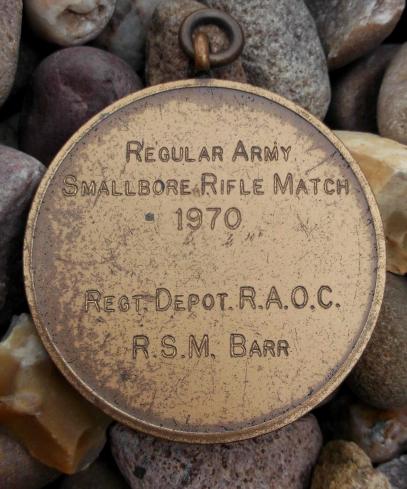 Regular Army
Smallbore Rifle Match
1970
Regt. Depot. R.A.O.C.
R.S.M. Barr